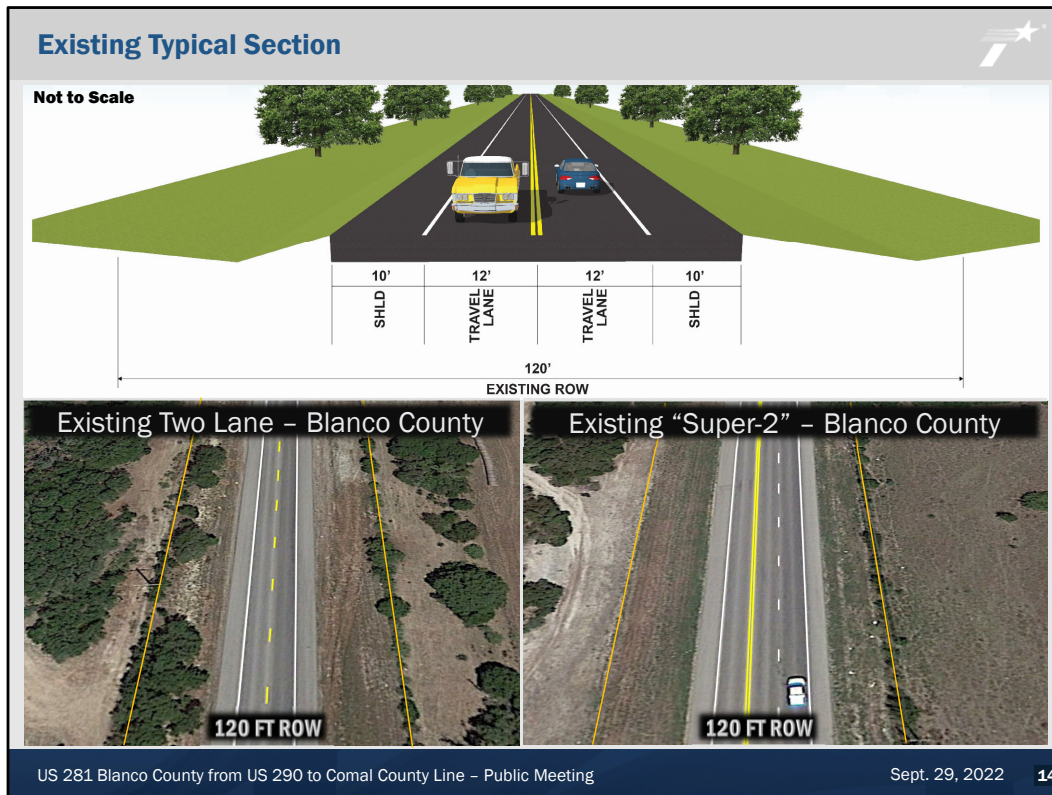 Existing Typical Section
Not to Scale
10'
12'
12'
10'
SHLD
TRAVEL
LANE
TRAVEL
LANE
SHLD
120'
EXISTING ROW
Existing Two Lane – Blanco County
Existing “Super-2” – Blanco County
120 FT ROW
120 FT ROW
US 281 Blanco County from US 290 to Comal County Line – Public Meeting
Sept. 29, 2022
14